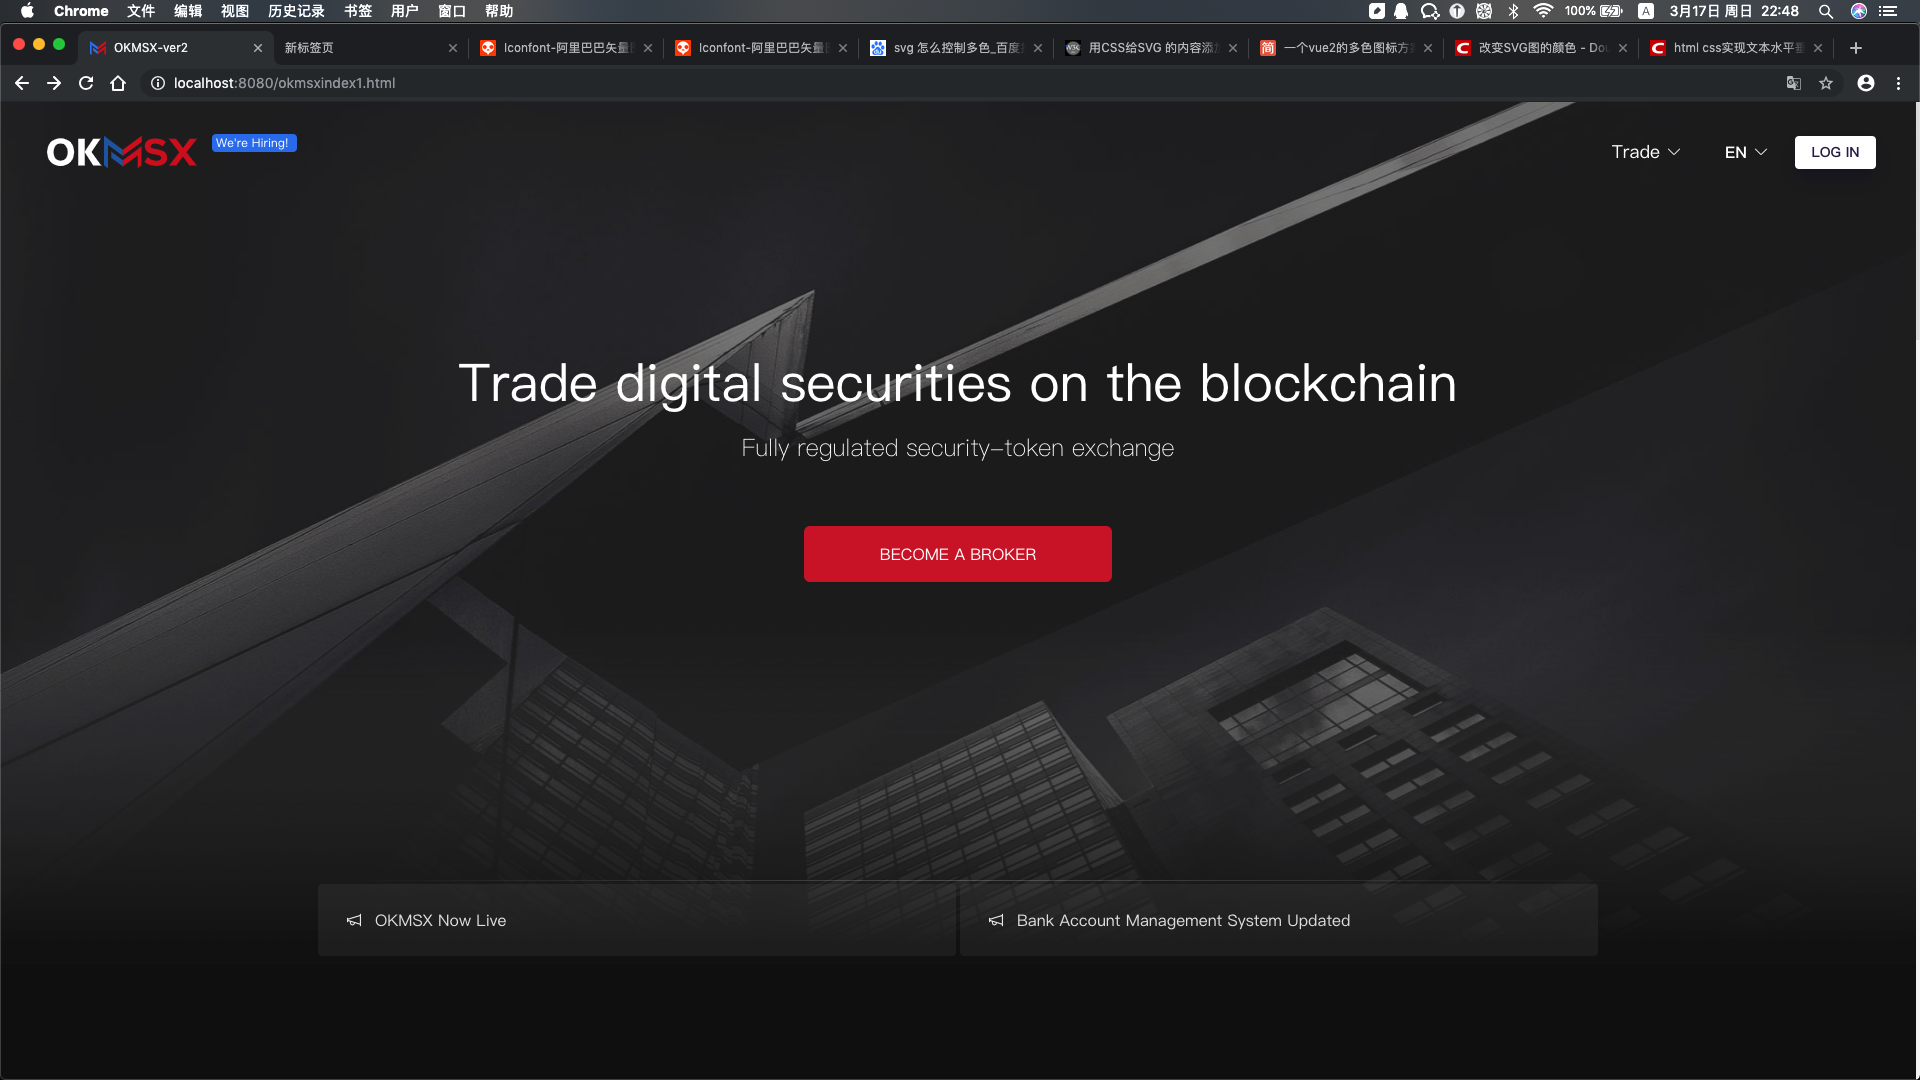 Chrome 文件 编辑 视图 历史记录 书签 用户 窗口 帮助 100% A 3月17日 周日 22:48
OKMSX-ver2 新标签页 Iconfont-阿里巴巴矢量 Iconfont-阿里巴巴矢量 svg 怎么控制多色_百度 用CSS给SVG 的内容添 一个vue2的多色图标方 改变SVG图的颜色 - Dou html css实现文本水平
localhost:8080/okmsxindex1.html
OKMSX We're Hiring! Trade EN LOG IN
Trade digital securities on the blockchain
Fully regulated security-token exchange
BECOME A BROKER
OKMSX Now Live Bank Account Management System Updated